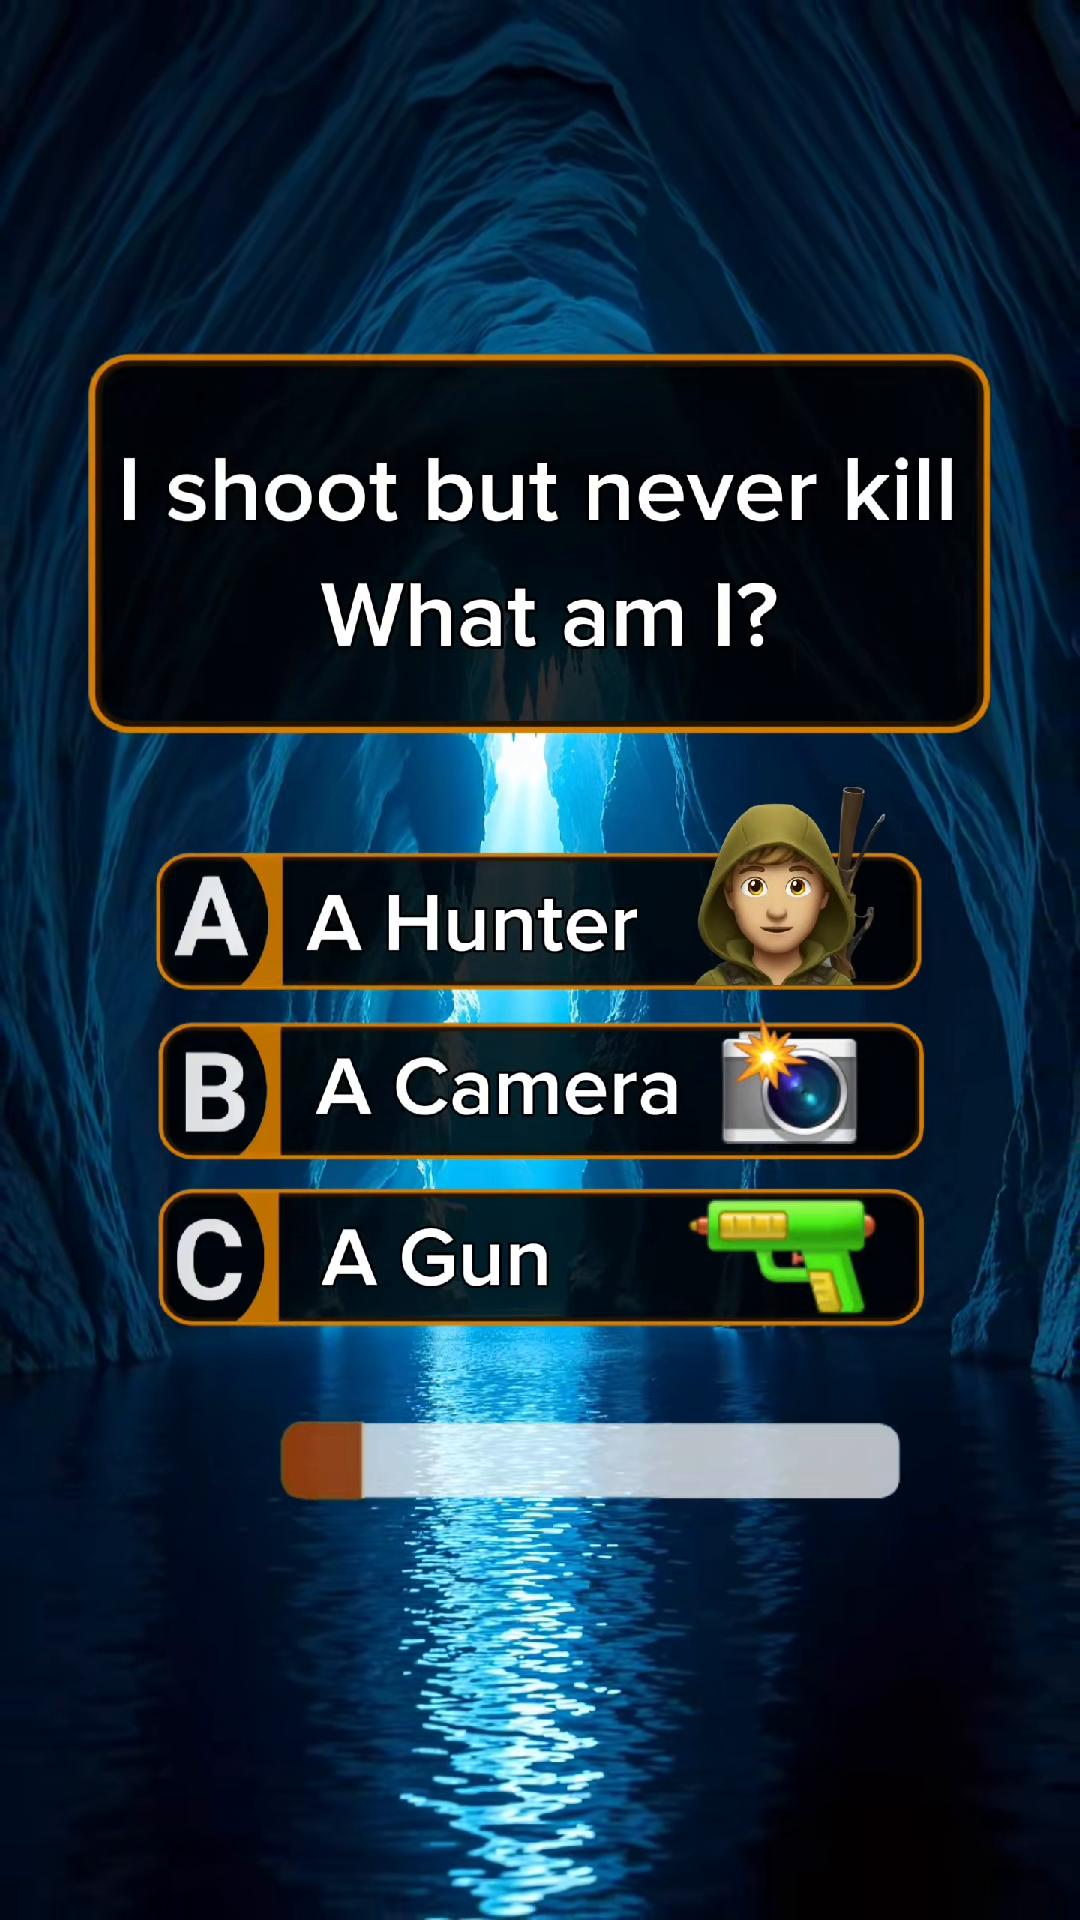 I shoot but never kill
What am I?
A A Hunter
B A Camera
C A Gun